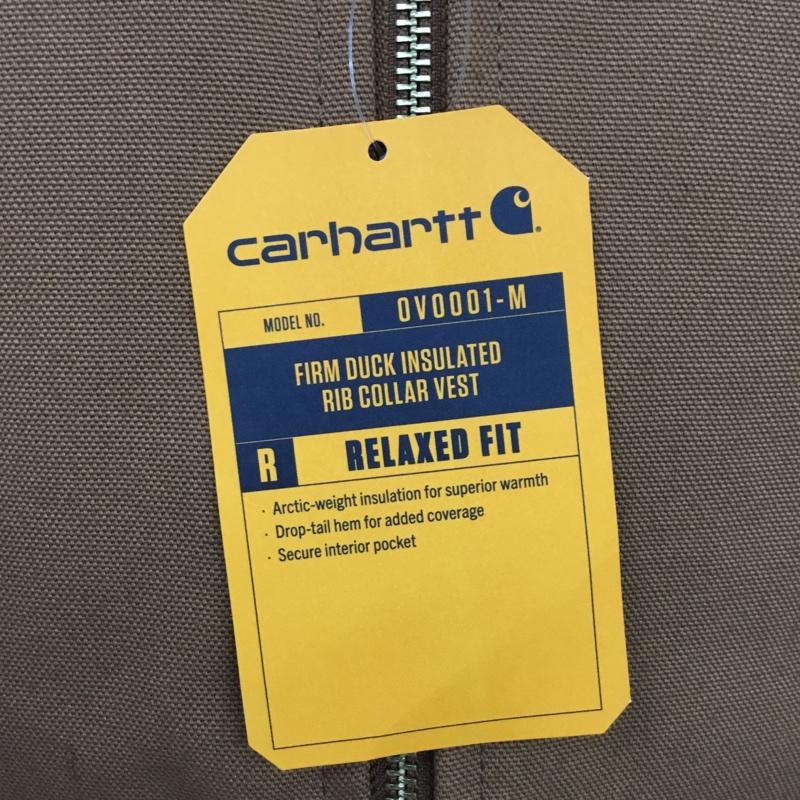 carhartt
MODEL NO. OV0001-M
FIRM DUCK INSULATED
RIB COLLAR VEST
R RELAXED FIT
· Arctic-weight insulation for superior warmth
· Drop-tail hem for added coverage
· Secure interior pocket